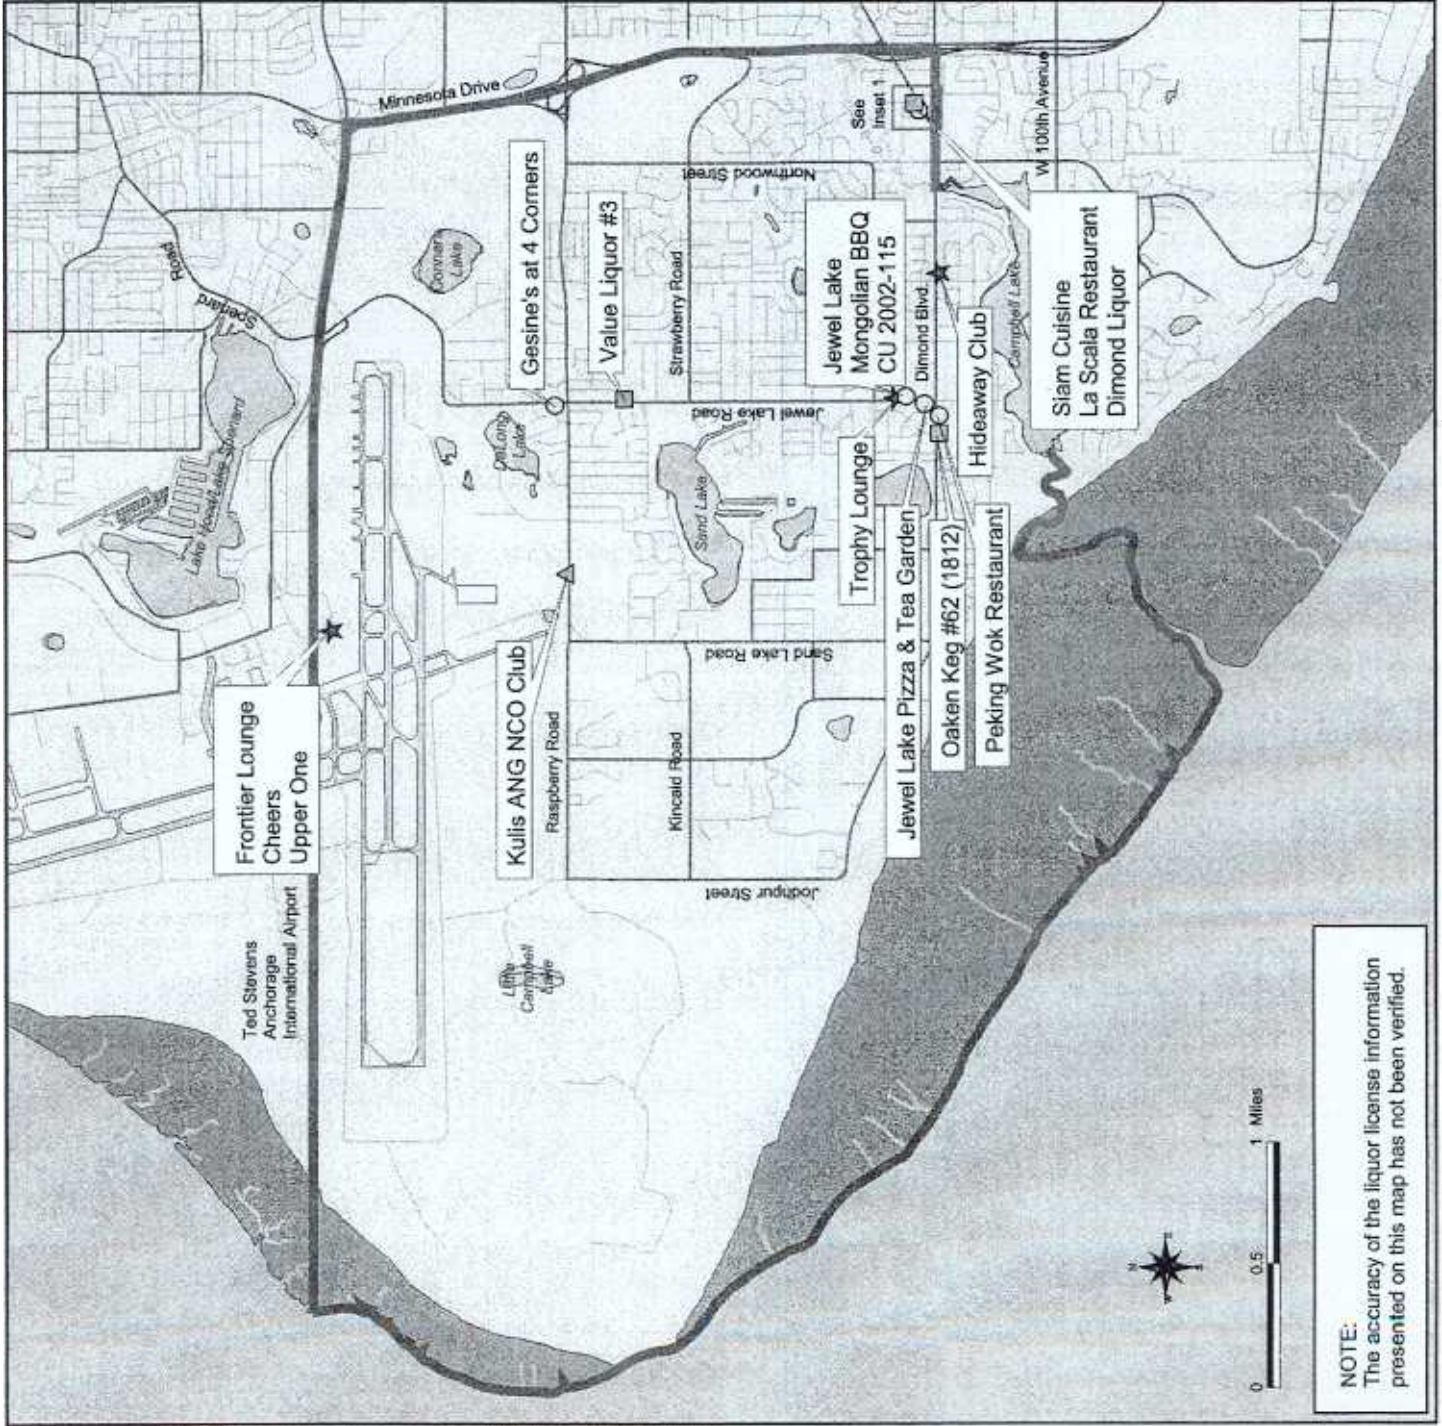 Minnesota Drive
Spenard
Road
Connors
Lake
Lake Hood/Lake Spenard
Gesine's at 4 Corners
Value Liquor #3
Northwood Street
See
Inset 1
W 100th Avenue
Strawberry Road
Jewel Lake
Mongolian BBQ
CU 2002-115
Dimond Blvd.
Campbell Lake
Siam Cuisine
La Scala Restaurant
Dimond Liquor
Hideaway Club
Jewel Lake Road
DeLong
Lake
Sand Lake
Trophy Lounge
Jewel Lake Pizza & Tea Garden
Oaken Keg #62 (1812)
Peking Wok Restaurant
Sand Lake Road
Frontier Lounge
Cheers
Upper One
Kulis ANG NCO Club
Raspberry Road
Kincaid Road
Jodhpur Street
Ted Stevens
Anchorage
International Airport
Little
Campbell
Lake
N
W
E
S
0
0.5
1 Miles
NOTE:
The accuracy of the liquor license information
presented on this map has not been verified.